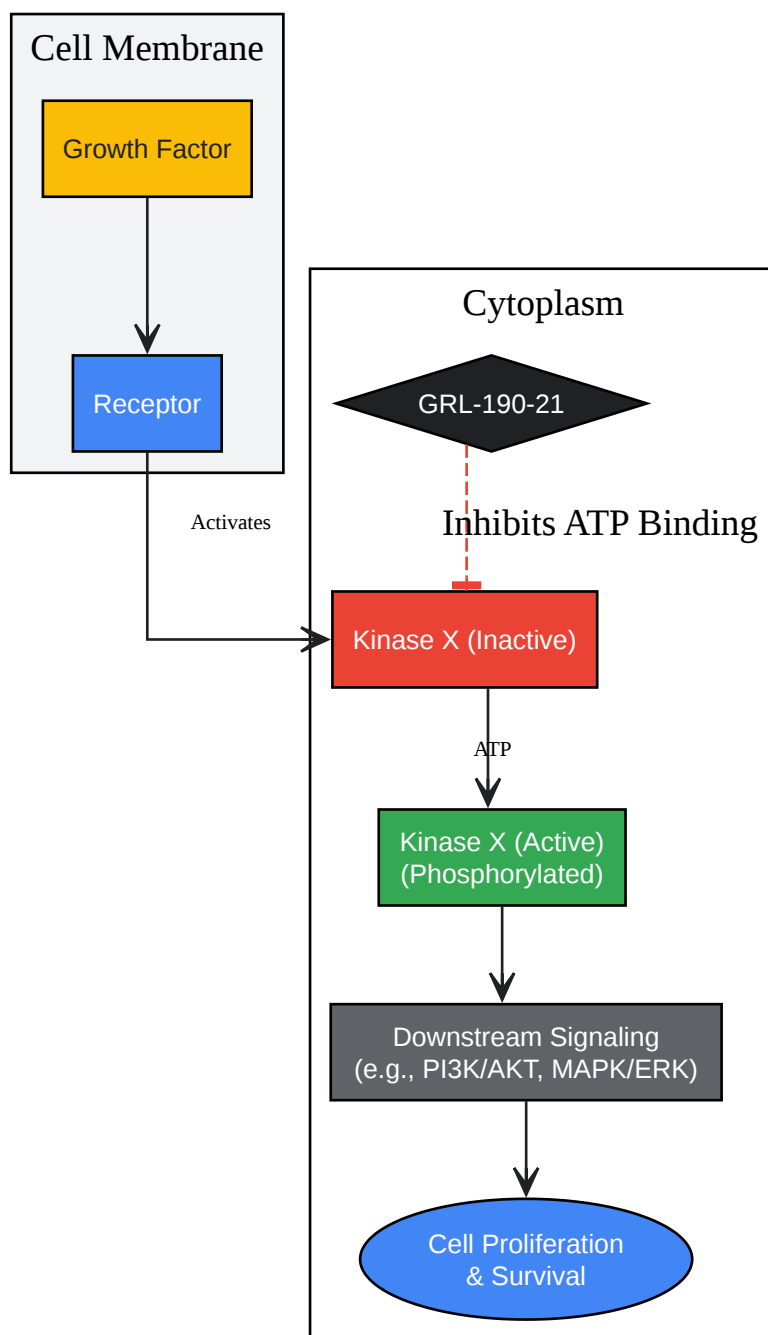 Cell Membrane
Growth Factor
Receptor
Activates
Cytoplasm
GRL-190-21
Inhibits ATP Binding
Kinase X (Inactive)
ATP
Kinase X (Active)
(Phosphorylated)
Downstream Signaling
(e.g., PI3K/AKT, MAPK/ERK)
Cell Proliferation
& Survival